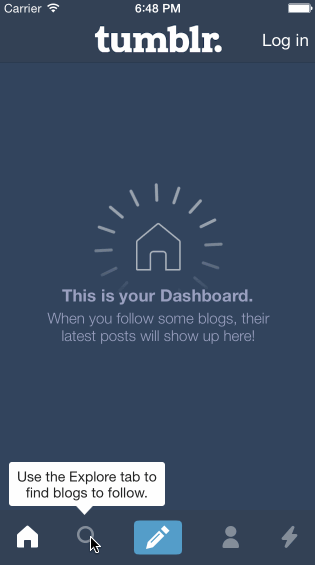 Carrier 6:48 PM
tumblr. Log in
This is your Dashboard.
When you follow some blogs, their
latest posts will show up here!
Use the Explore tab to
find blogs to follow.